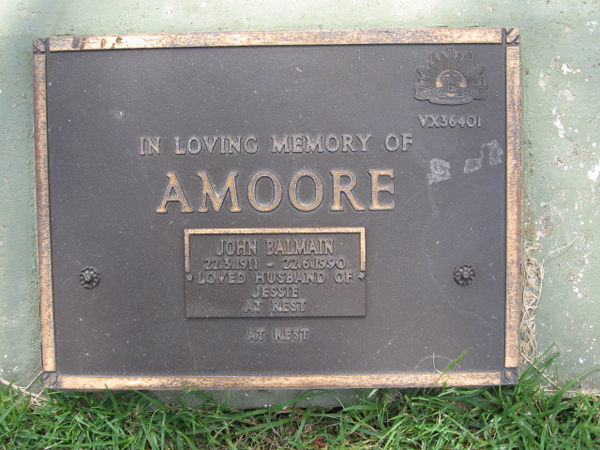 VX36401
IN LOVING MEMORY OF
AMOORE
JOHN BALMAIN
22.3.1911 - 22.6.1990
LOVED HUSBAND OF
JESSIE
AT REST
AT REST